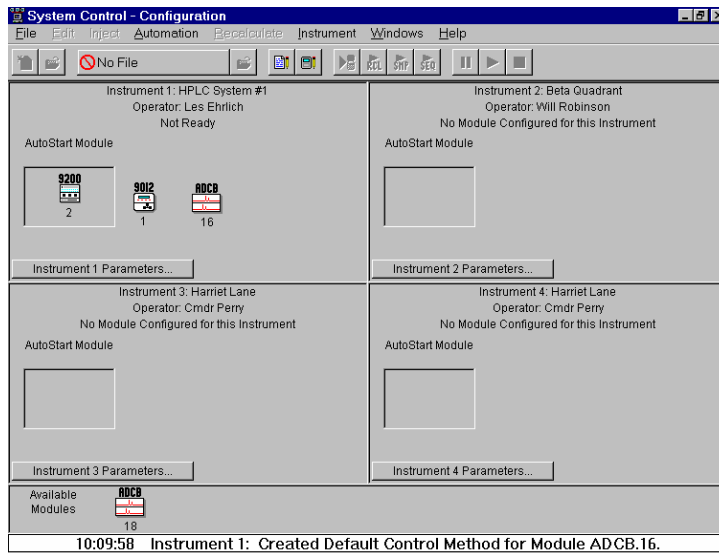 System Control - Configuration
File Edit Inject Automation Recalculate Instrument Windows Help
No File
RCL SMP SEQ
Instrument 1: HPLC System #1
Operator: Les Ehrlich
Not Ready
AutoStart Module
9200
2
9012
1
ADCB
16
Instrument 1 Parameters...
Instrument 2: Beta Quadrant
Operator: Will Robinson
No Module Configured for this Instrument
AutoStart Module
Instrument 2 Parameters...
Instrument 3: Harriet Lane
Operator: Cmdr Perry
No Module Configured for this Instrument
AutoStart Module
Instrument 3 Parameters...
Instrument 4: Harriet Lane
Operator: Cmdr Perry
No Module Configured for this Instrument
AutoStart Module
Instrument 4 Parameters...
Available
Modules
ADCB
18
10:09:58 Instrument 1: Created Default Control Method for Module ADCB.16.